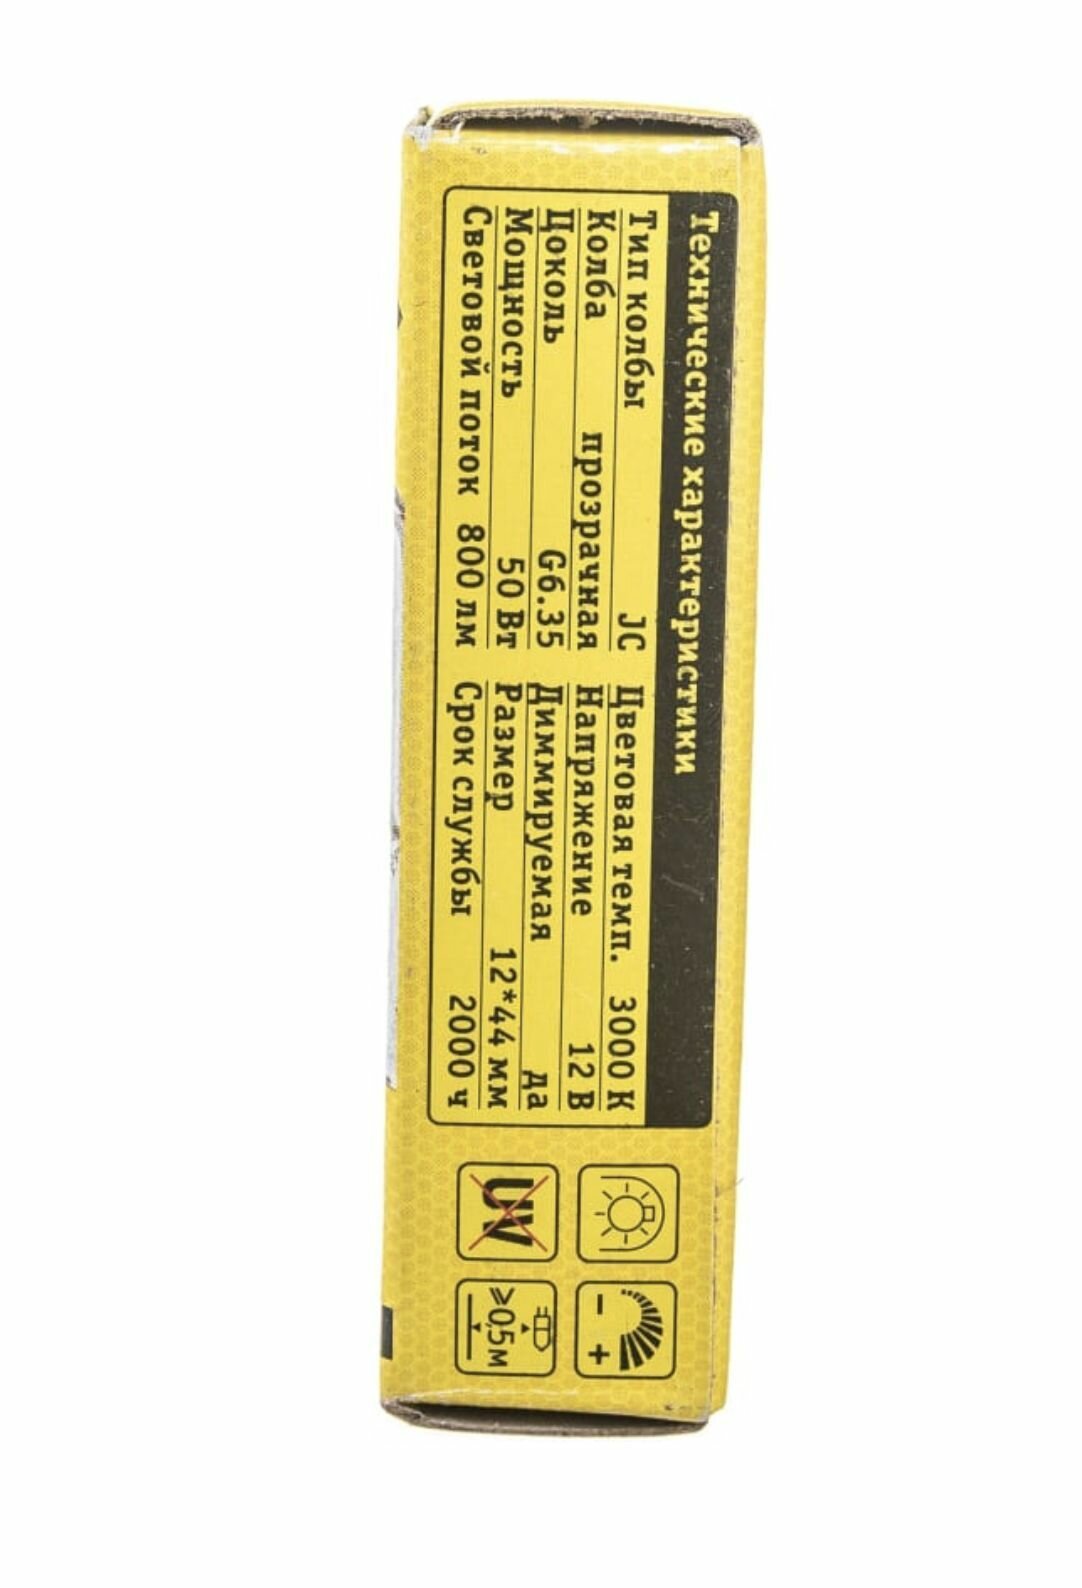 Технические характеристики
Тип колбы JC
Колба прозрачная
Цоколь G6.35
Мощность 50 Вт
Световой поток 800 лм
Цветовая темп. 3000 К
Напряжение 12 В
Диммируемая да
Размер 12*44 мм
Срок службы 2000 ч
UV
- +
⩾0,5м